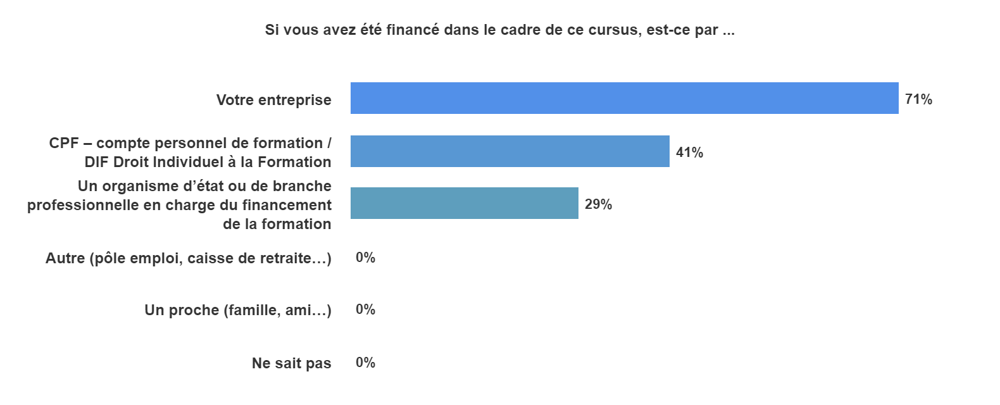 Si vous avez été financé dans le cadre de ce cursus, est-ce par ...
Votre entreprise
71%
CPF – compte personnel de formation /
DIF Droit Individuel à la Formation
41%
Un organisme d’état ou de branche
professionnelle en charge du financement
de la formation
29%
Autre (pôle emploi, caisse de retraite…)
0%
Un proche (famille, ami…)
0%
Ne sait pas
0%